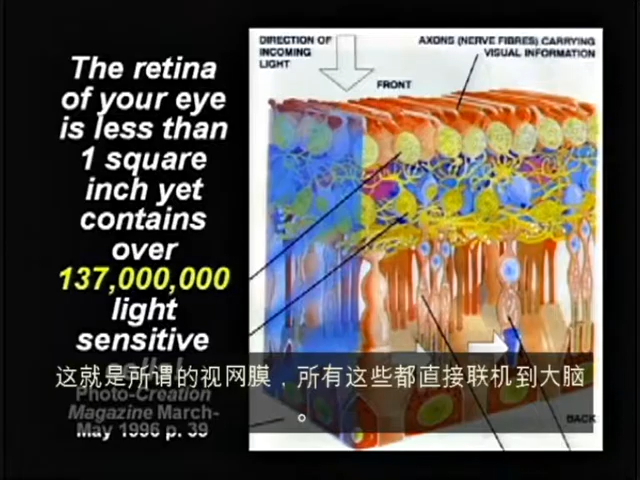 The retina
of your eye
is less than
1 square
inch yet
contains
over
137,000,000
light
sensitive
cells!
Photo-Creation
Magazine March-
May 1996 p. 39
DIRECTION OF
INCOMING
LIGHT
FRONT
AXONS (NERVE FIBRES) CARRYING
VISUAL INFORMATION
BACK
这就是所谓的视网膜，所有这些都直接联机到大脑
。